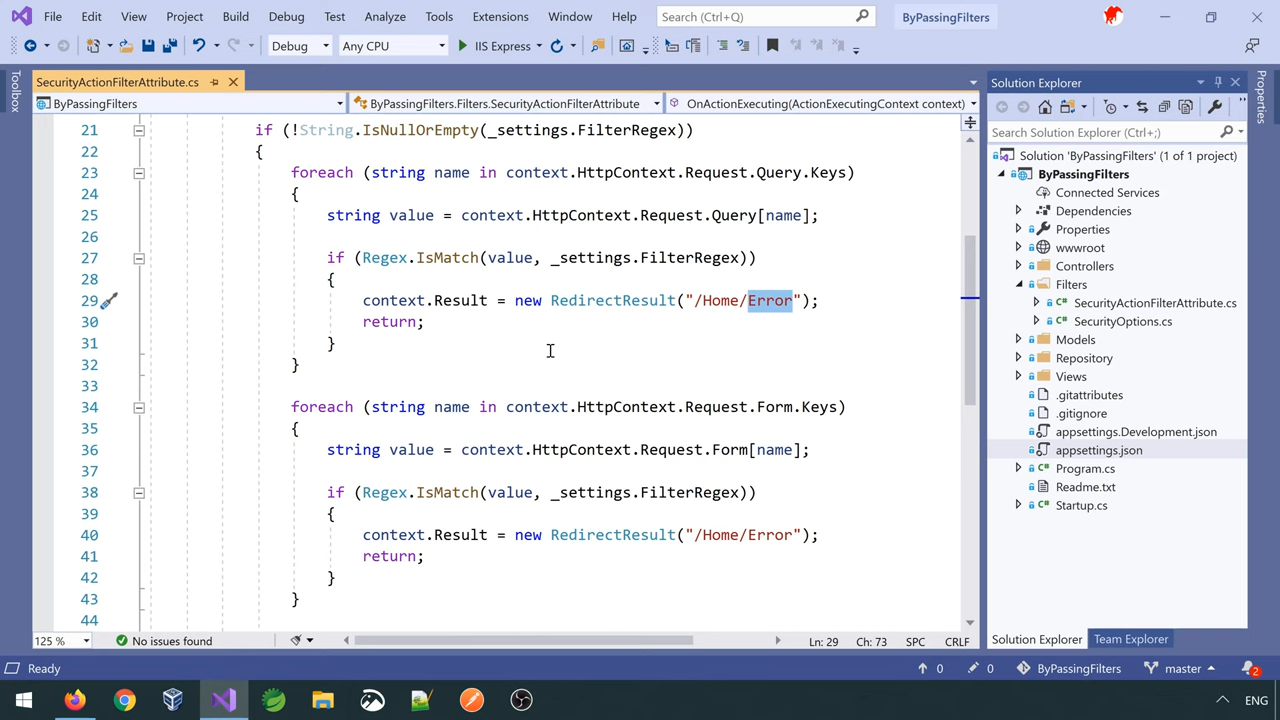 File Edit View Project Build Debug Test Analyze Tools Extensions Window Help Search (Ctrl+Q) ByPassingFilters
Debug Any CPU IIS Express
Toolbox
SecurityActionFilterAttribute.cs
ByPassingFilters ByPassingFilters.Filters.SecurityActionFilterAttribute OnActionExecuting(ActionExecutingContext context)
21 if (!String.IsNullOrEmpty(_settings.FilterRegex))
22 {
23 foreach (string name in context.HttpContext.Request.Query.Keys)
24 {
25 string value = context.HttpContext.Request.Query[name];
26
27 if (Regex.IsMatch(value, _settings.FilterRegex))
28 {
29 context.Result = new RedirectResult("/Home/Error");
30 return;
31 }
32 }
33
34 foreach (string name in context.HttpContext.Request.Form.Keys)
35 {
36 string value = context.HttpContext.Request.Form[name];
37
38 if (Regex.IsMatch(value, _settings.FilterRegex))
39 {
40 context.Result = new RedirectResult("/Home/Error");
41 return;
42 }
43 }
44
125 % No issues found Ln: 29 Ch: 73 SPC CRLF
Solution Explorer
Search Solution Explorer (Ctrl+;)
Solution 'ByPassingFilters' (1 of 1 project)
ByPassingFilters
Connected Services
Dependencies
Properties
wwwroot
Controllers
Filters
C# SecurityActionFilterAttribute.cs
C# SecurityOptions.cs
Models
Repository
Views
.gitattributes
.gitignore
appsettings.Development.json
appsettings.json
C# Program.cs
Readme.txt
C# Startup.cs
Solution Explorer Team Explorer
Properties
Ready 0 0 ByPassingFilters master 2
ENG